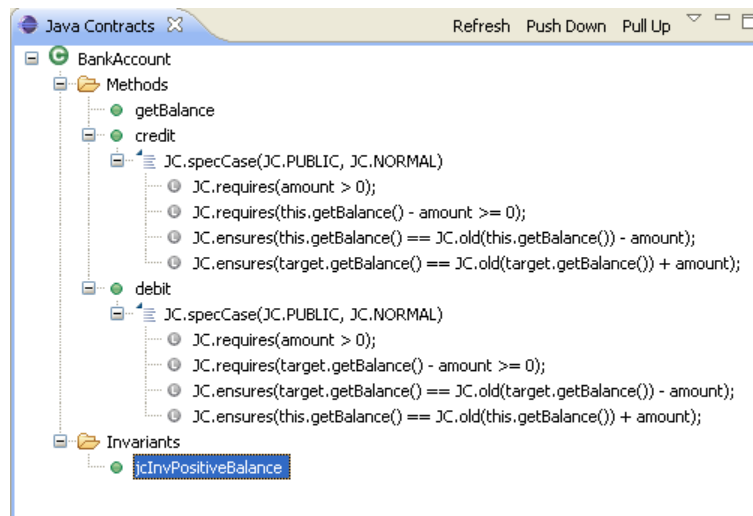 Java Contracts Refresh Push Down Pull Up
BankAccount
Methods
getBalance
credit
JC.specCase(JC.PUBLIC, JC.NORMAL)
JC.requires(amount > 0);
JC.requires(this.getBalance() - amount >= 0);
JC.ensures(this.getBalance() == JC.old(this.getBalance()) - amount);
JC.ensures(target.getBalance() == JC.old(target.getBalance()) + amount);
debit
JC.specCase(JC.PUBLIC, JC.NORMAL)
JC.requires(amount > 0);
JC.requires(target.getBalance() - amount >= 0);
JC.ensures(target.getBalance() == JC.old(target.getBalance()) - amount);
JC.ensures(this.getBalance() == JC.old(this.getBalance()) + amount);
Invariants
jcInvPositiveBalance